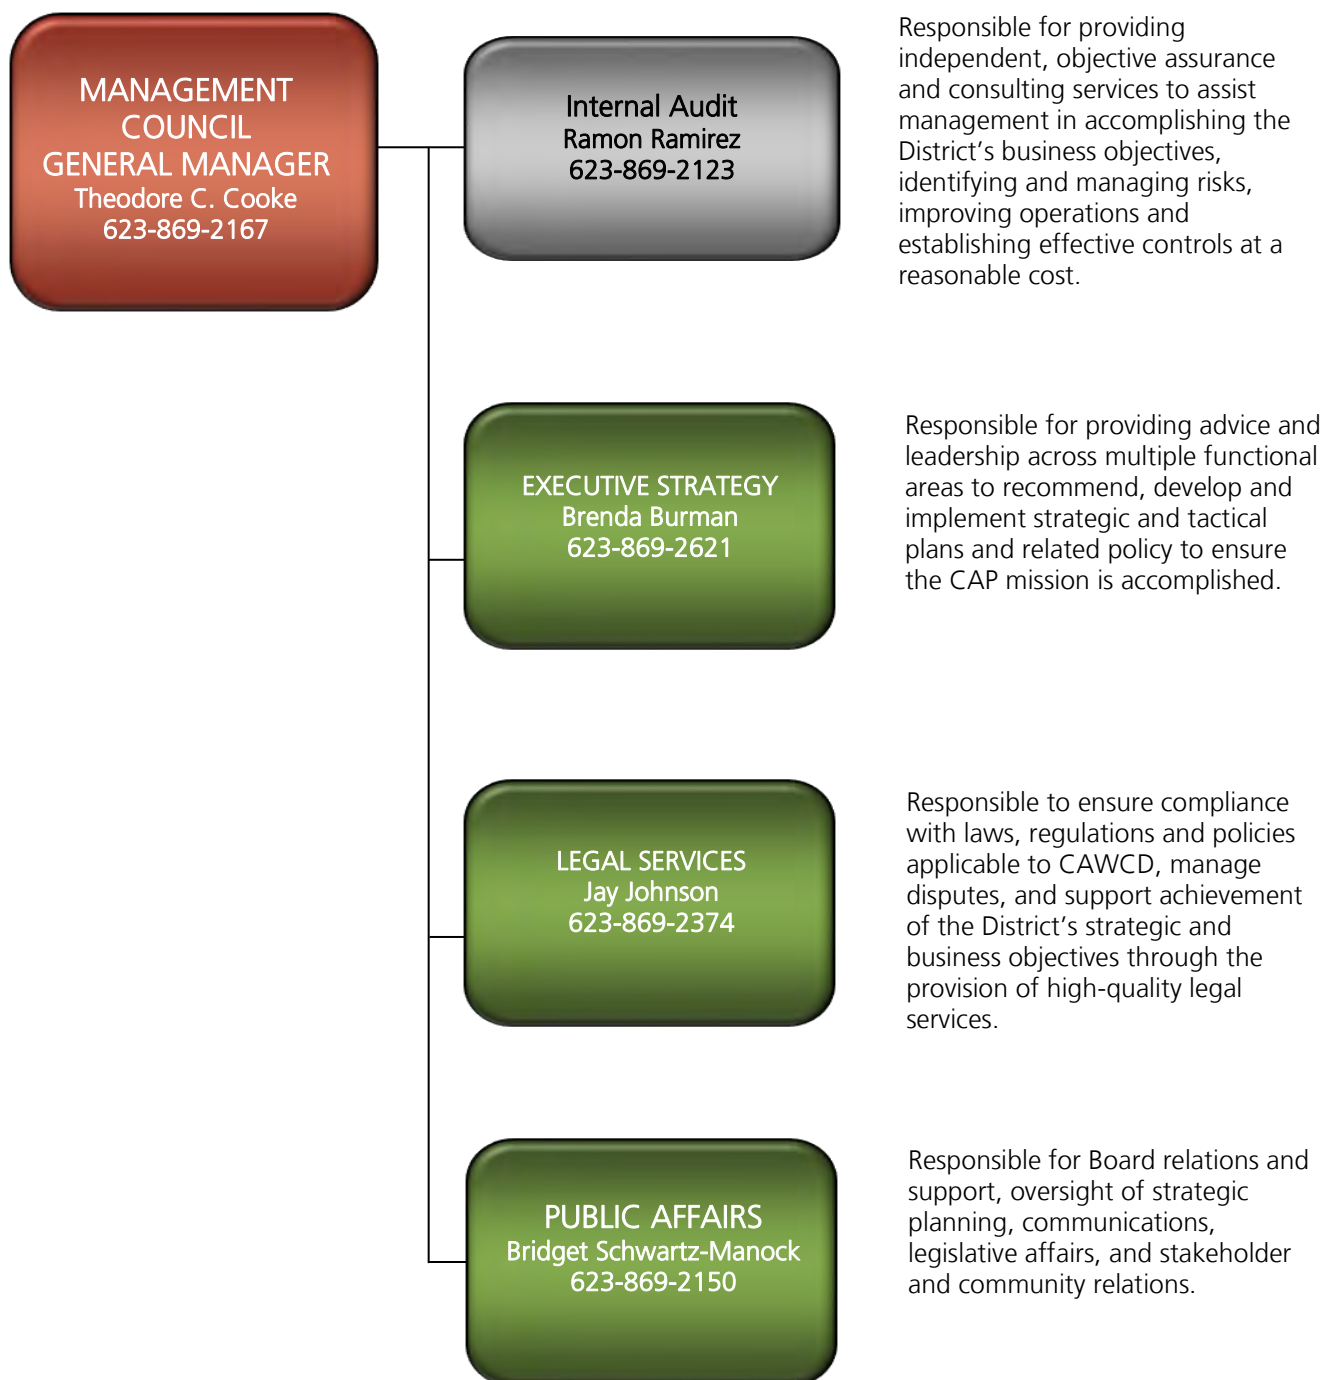 MANAGEMENT
COUNCIL
GENERAL MANAGER
Theodore C. Cooke
623-869-2167
Internal Audit
Ramon Ramirez
623-869-2123
Responsible for providing
independent, objective assurance
and consulting services to assist
management in accomplishing the
District’s business objectives,
identifying and managing risks,
improving operations and
establishing effective controls at a
reasonable cost.
EXECUTIVE STRATEGY
Brenda Burman
623-869-2621
Responsible for providing advice and
leadership across multiple functional
areas to recommend, develop and
implement strategic and tactical
plans and related policy to ensure
the CAP mission is accomplished.
LEGAL SERVICES
Jay Johnson
623-869-2374
Responsible to ensure compliance
with laws, regulations and policies
applicable to CAWCD, manage
disputes, and support achievement
of the District’s strategic and
business objectives through the
provision of high-quality legal
services.
PUBLIC AFFAIRS
Bridget Schwartz-Manock
623-869-2150
Responsible for Board relations and
support, oversight of strategic
planning, communications,
legislative affairs, and stakeholder
and community relations.